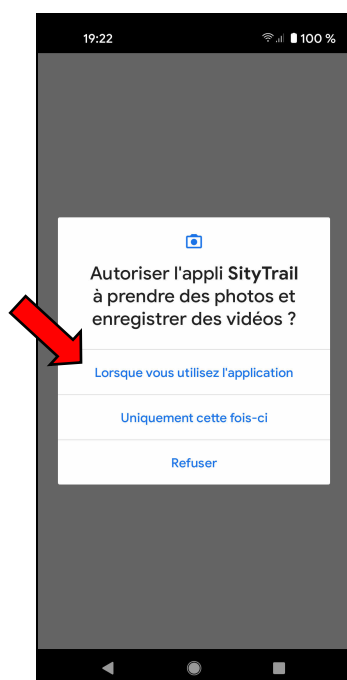 19:22 100 %
Autoriser l'appli SityTrail
à prendre des photos et
enregistrer des vidéos ?
Lorsque vous utilisez l'application
Uniquement cette fois-ci
Refuser